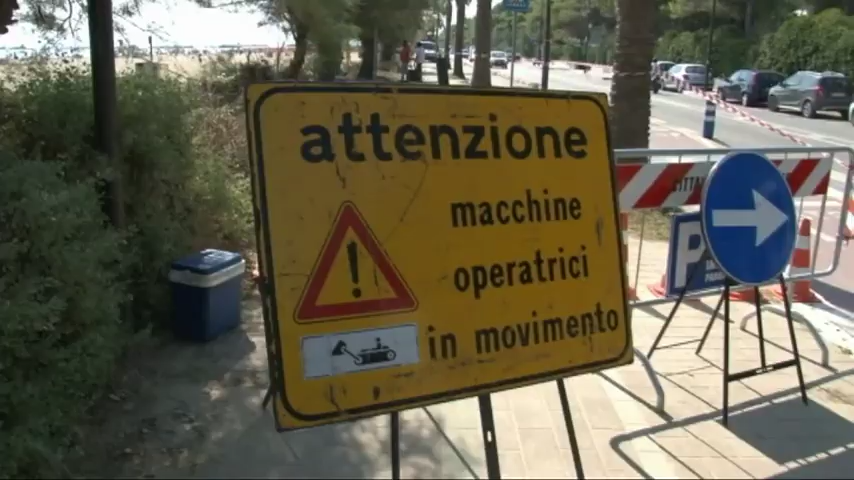 attenzione
macchine
operatrici
in movimento
P